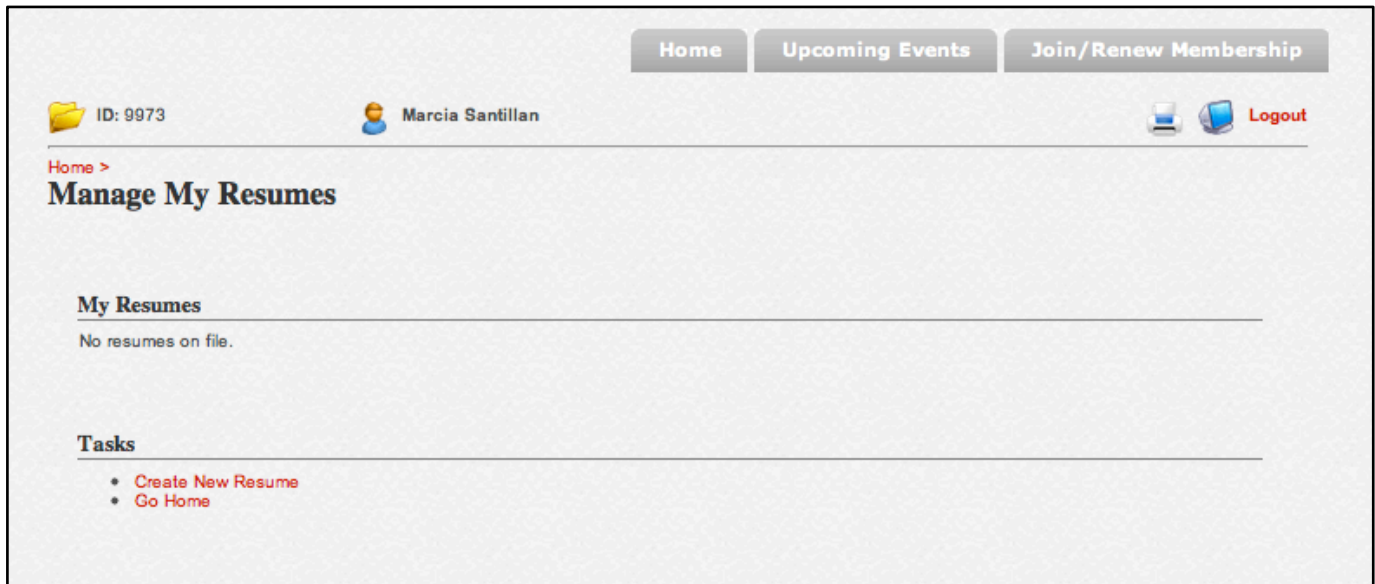 Home Upcoming Events Join/Renew Membership
ID: 9973 Marcia Santillan Logout
Home >
Manage My Resumes
My Resumes
No resumes on file.
Tasks
• Create New Resume
• Go Home